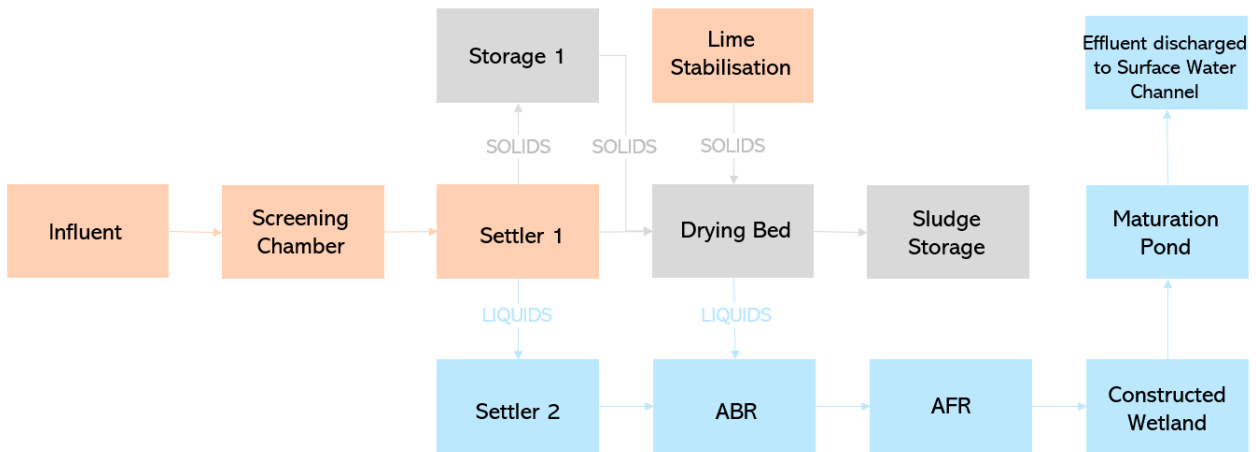 Storage 1
Lime
Stabilisation
Effluent discharged
to Surface Water
Channel
SOLIDS
SOLIDS
SOLIDS
Influent
Screening
Chamber
Settler 1
Drying Bed
Sludge
Storage
Maturation
Pond
LIQUIDS
LIQUIDS
Settler 2
ABR
AFR
Constructed
Wetland